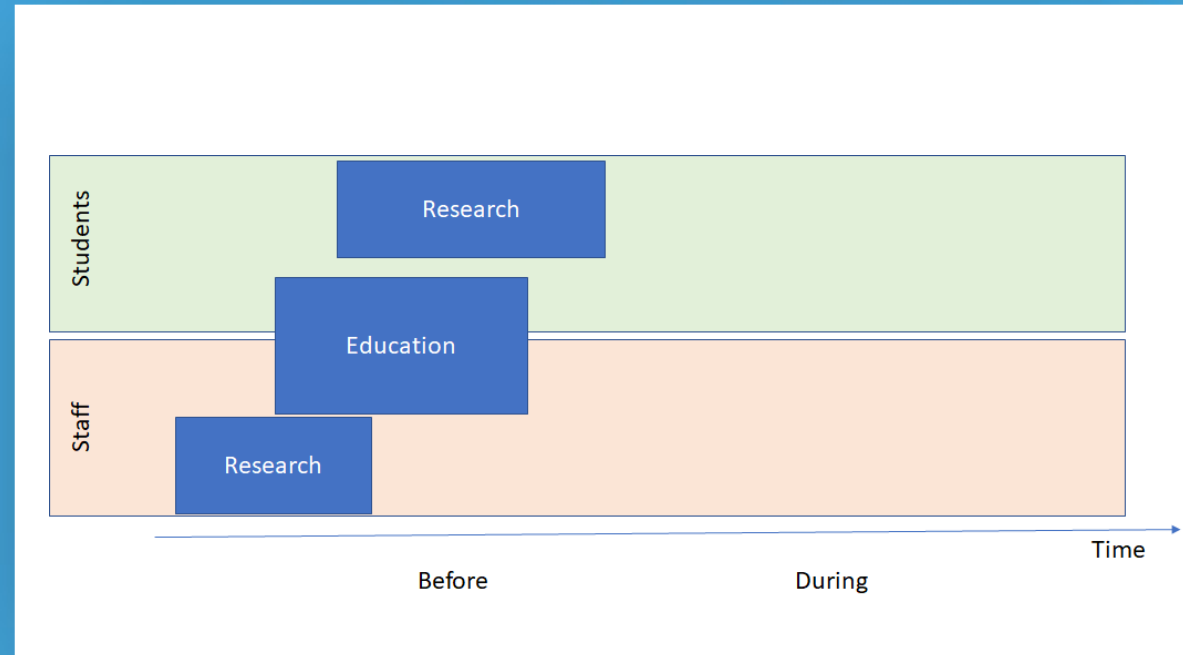 Students
Research
Education
Staff
Research
Time
Before
During